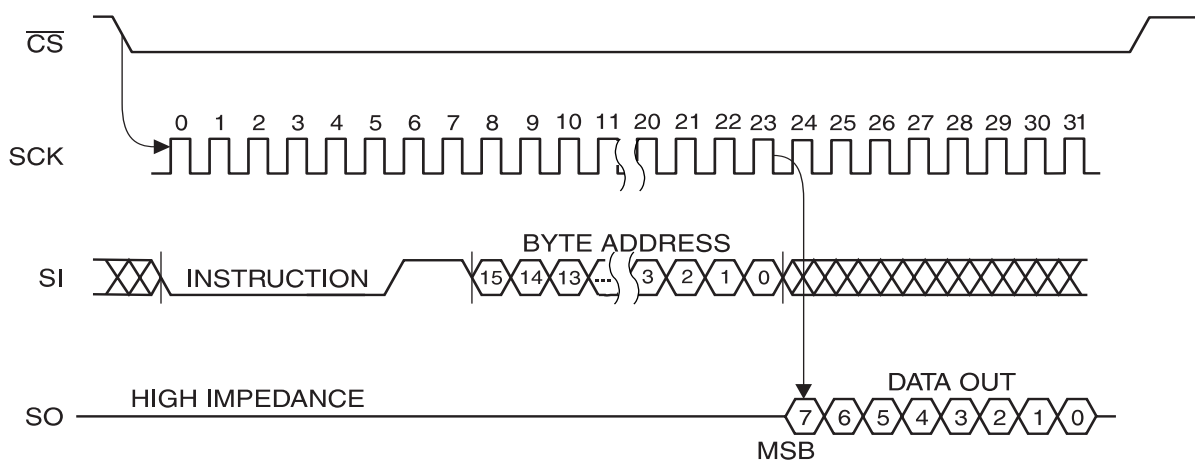 CS
0 1 2 3 4 5 6 7 8 9 10 11 20 21 22 23 24 25 26 27 28 29 30 31
SCK
BYTE ADDRESS
SI INSTRUCTION 15 14 13 ---- 3 2 1 0
HIGH IMPEDANCE DATA OUT
SO 7 6 5 4 3 2 1 0
MSB